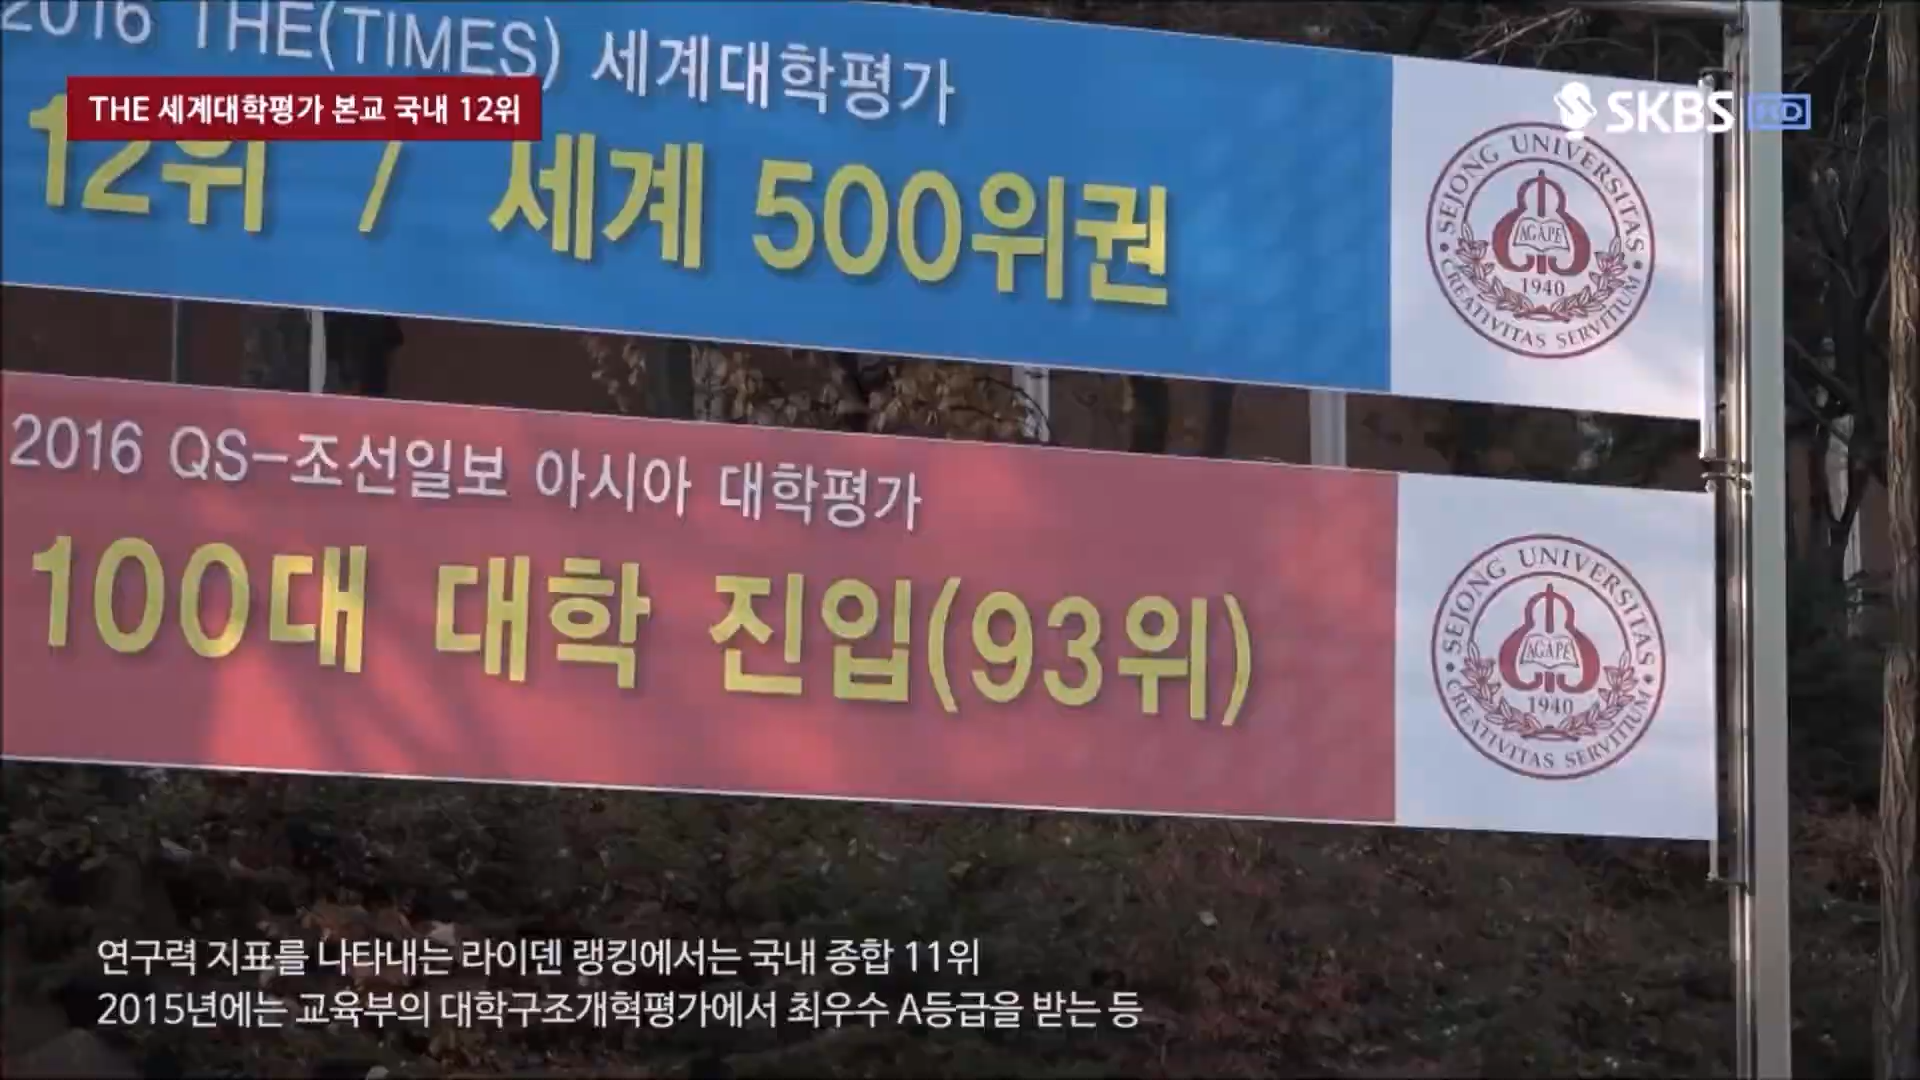 2016 THE(TIMES) 세계대학평가
THE 세계대학평가 본교 국내 12위
SKBS HD
12위 / 세계 500위권
SEJONG UNIVERSITAS
AGAPE
1940
CREATIVITAS SERVITIUM
2016 QS-조선일보 아시아 대학평가
100대 대학 진입(93위)
SEJONG UNIVERSITAS
AGAPE
1940
CREATIVITAS SERVITIUM
연구력 지표를 나타내는 라이덴 랭킹에서는 국내 종합 11위
2015년에는 교육부의 대학구조개혁평가에서 최우수 A등급을 받는 등